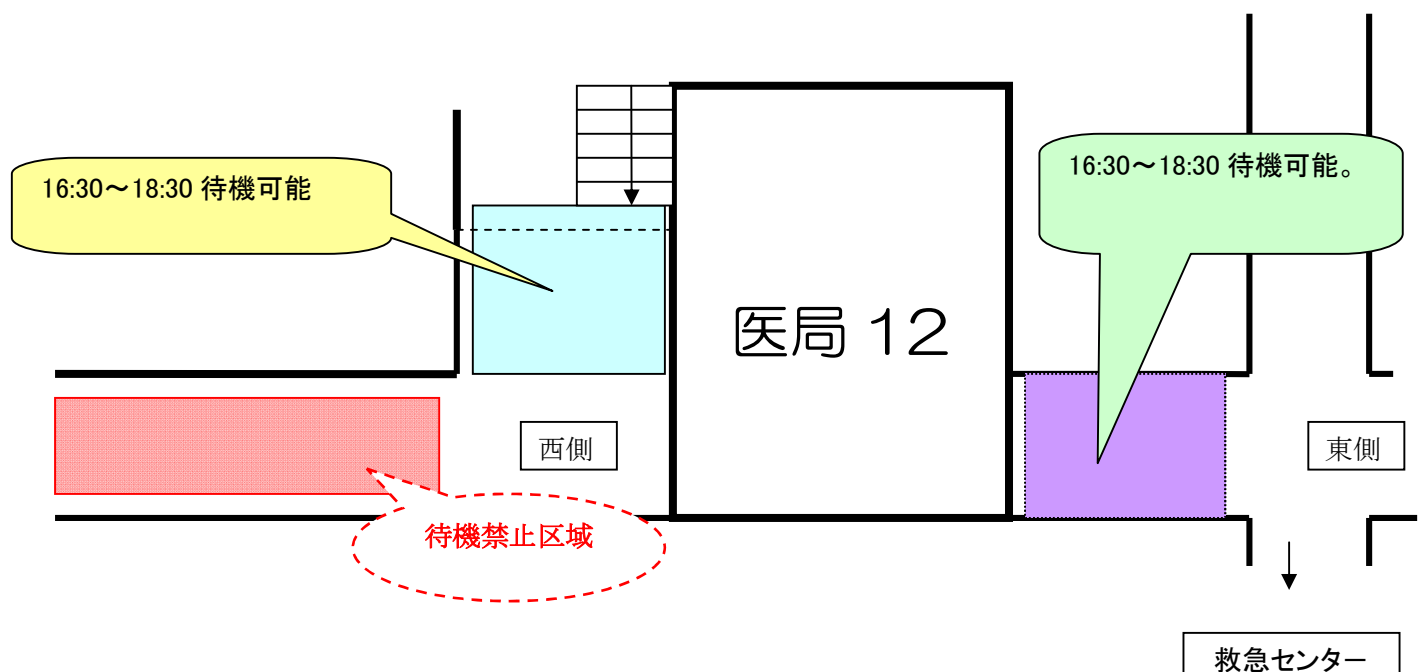 16:30～18:30 待機可能
16:30～18:30 待機可能。
医局 12
西側
東側
待機禁止区域
救急センター